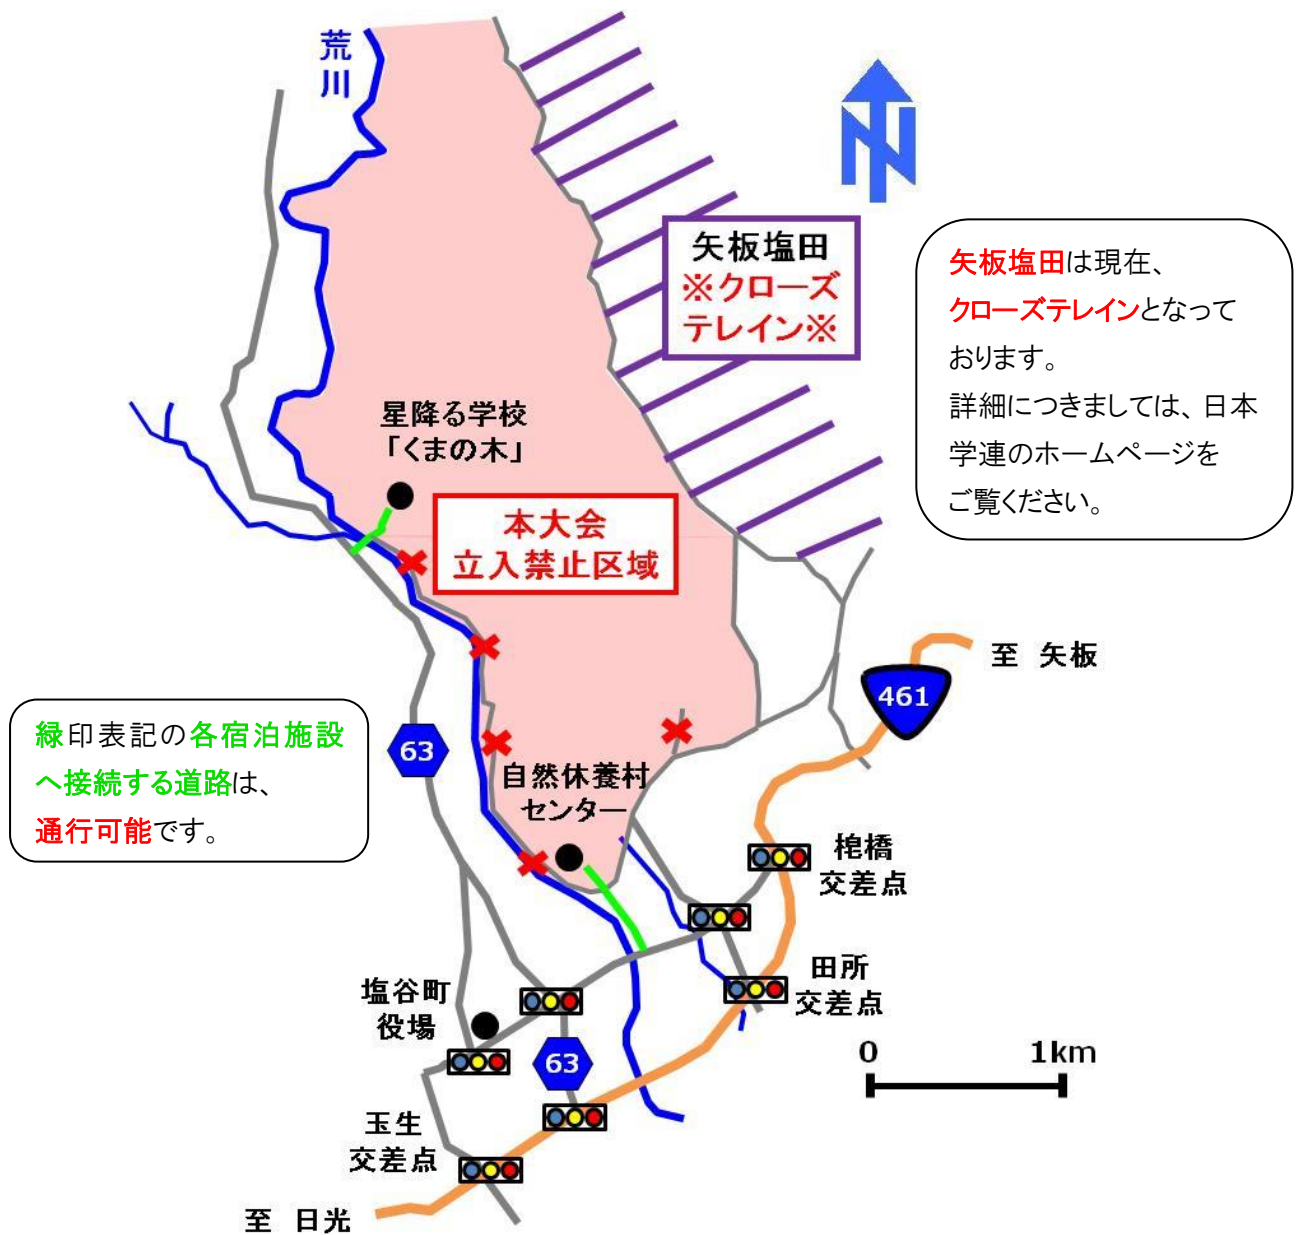 荒
川
矢板塩田
※クローズ
テレイン※
矢板塩田は現在、
クローズテレインとなって
おります。
詳細につきましては、日本
学連のホームページを
ご覧ください。
星降る学校
「くまの木」
本大会
立入禁止区域
至 矢板
461
緑印表記の各宿泊施設
へ接続する道路は、
通行可能です。
63
自然休養村
センター
梍橋
交差点
田所
交差点
塩谷町
役場
63
0 1km
玉生
交差点
至 日光